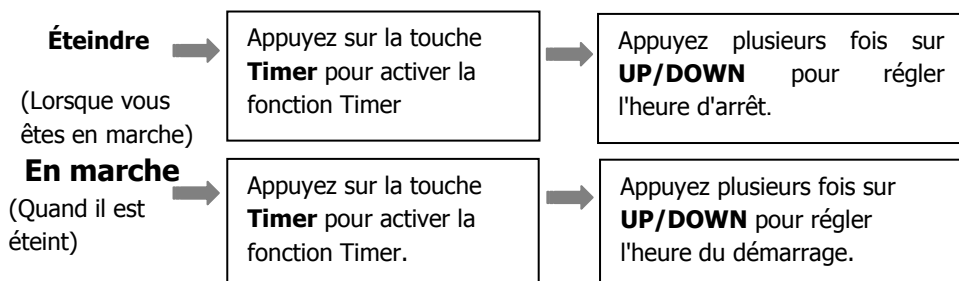 Éteindre
(Lorsque vous
êtes en marche)
Appuyez sur la touche
Timer pour activer la
fonction Timer
Appuyez plusieurs fois sur
UP/DOWN pour régler
l'heure d'arrêt.
En marche
(Quand il est
éteint)
Appuyez sur la touche
Timer pour activer la
fonction Timer.
Appuyez plusieurs fois sur
UP/DOWN pour régler
l'heure du démarrage.